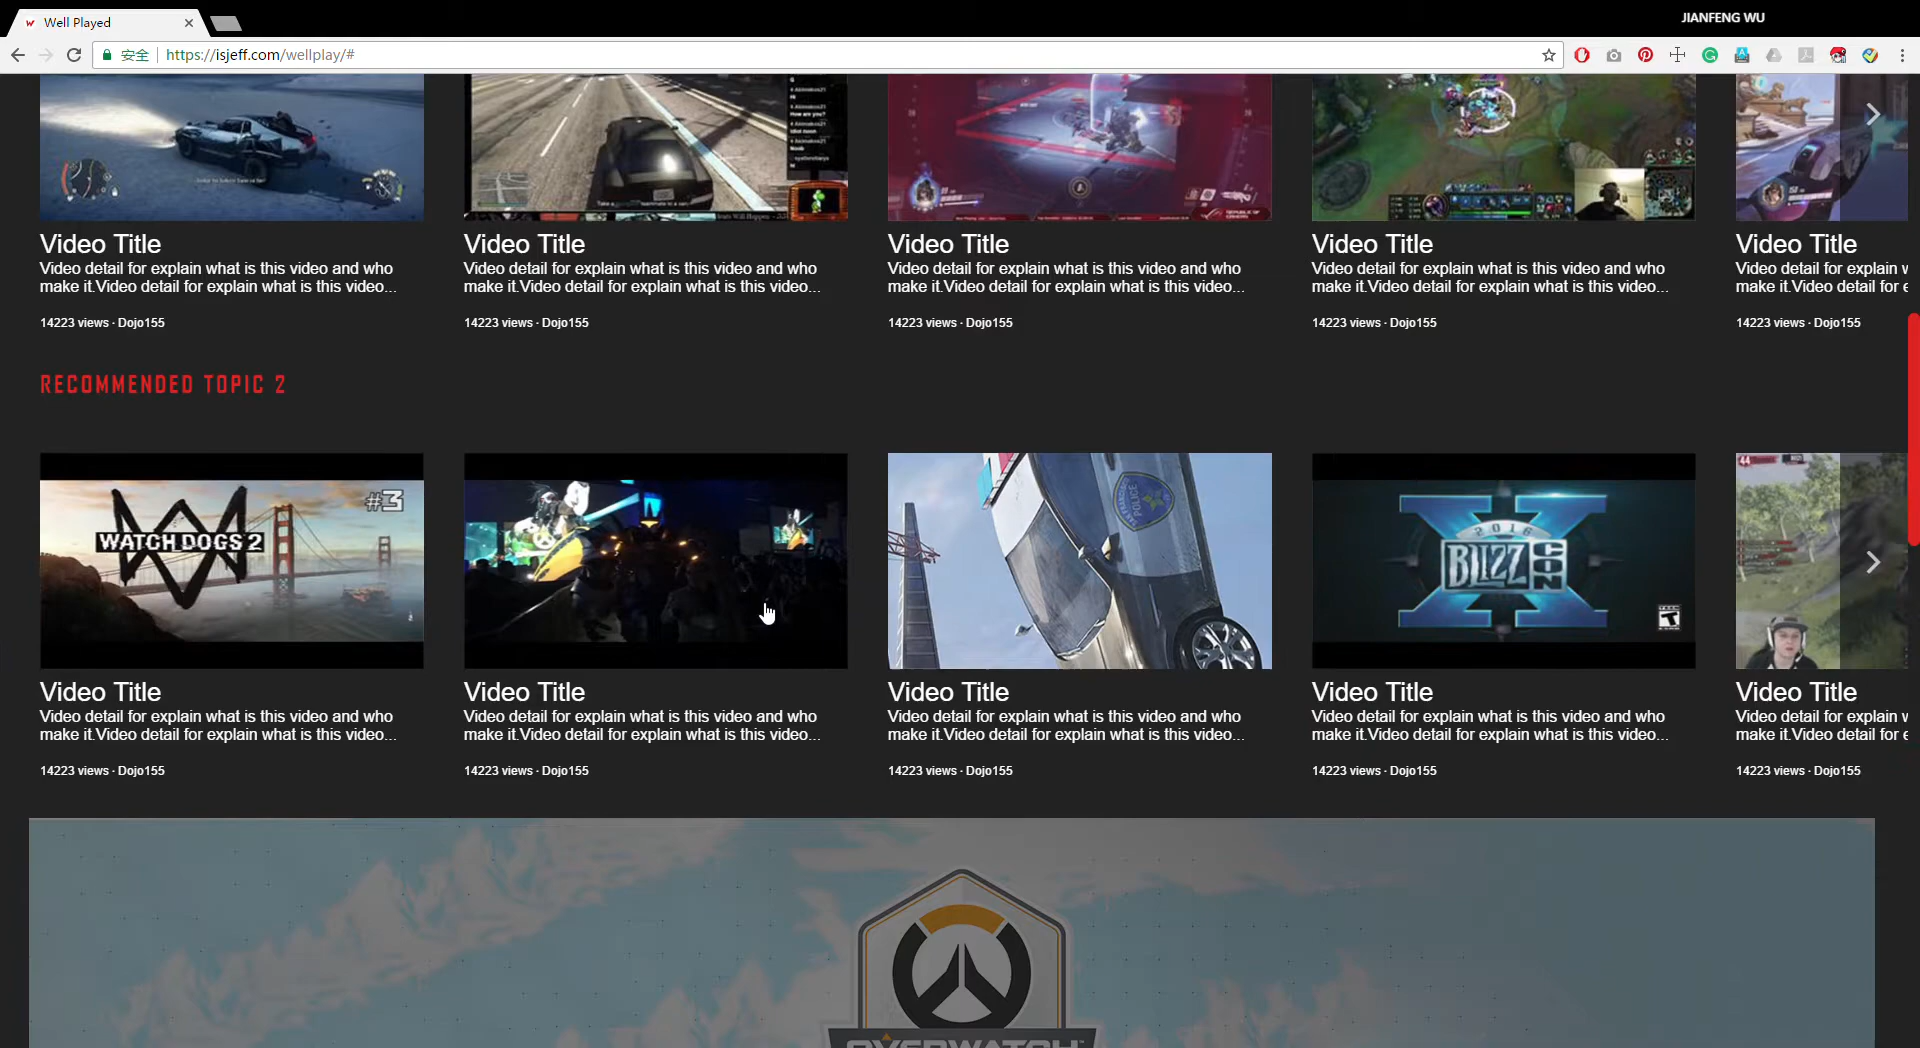 Well Played
JIANFENG WU
安全
https://isjeff.com/wellplay/#
Video Title
Video detail for explain what is this video and who
make it.Video detail for explain what is this video...
14223 views · Dojo155
Video Title
Video detail for explain what is this video and who
make it.Video detail for explain what is this video...
14223 views · Dojo155
Video Title
Video detail for explain what is this video and who
make it.Video detail for explain what is this video...
14223 views · Dojo155
Video Title
Video detail for explain what is this video and who
make it.Video detail for explain what is this video...
14223 views · Dojo155
Video Title
Video detail for explain
make it.Video detail for
14223 views · Dojo155
RECOMMENDED TOPIC 2
#3
WATCH DOGS 2
POLICE
2016
BLIZZ
CON
Video Title
Video detail for explain what is this video and who
make it.Video detail for explain what is this video...
14223 views · Dojo155
Video Title
Video detail for explain what is this video and who
make it.Video detail for explain what is this video...
14223 views · Dojo155
Video Title
Video detail for explain what is this video and who
make it.Video detail for explain what is this video...
14223 views · Dojo155
Video Title
Video detail for explain what is this video and who
make it.Video detail for explain what is this video...
14223 views · Dojo155
Video Title
Video detail for explain
make it.Video detail for
14223 views · Dojo155
OVERWATCH